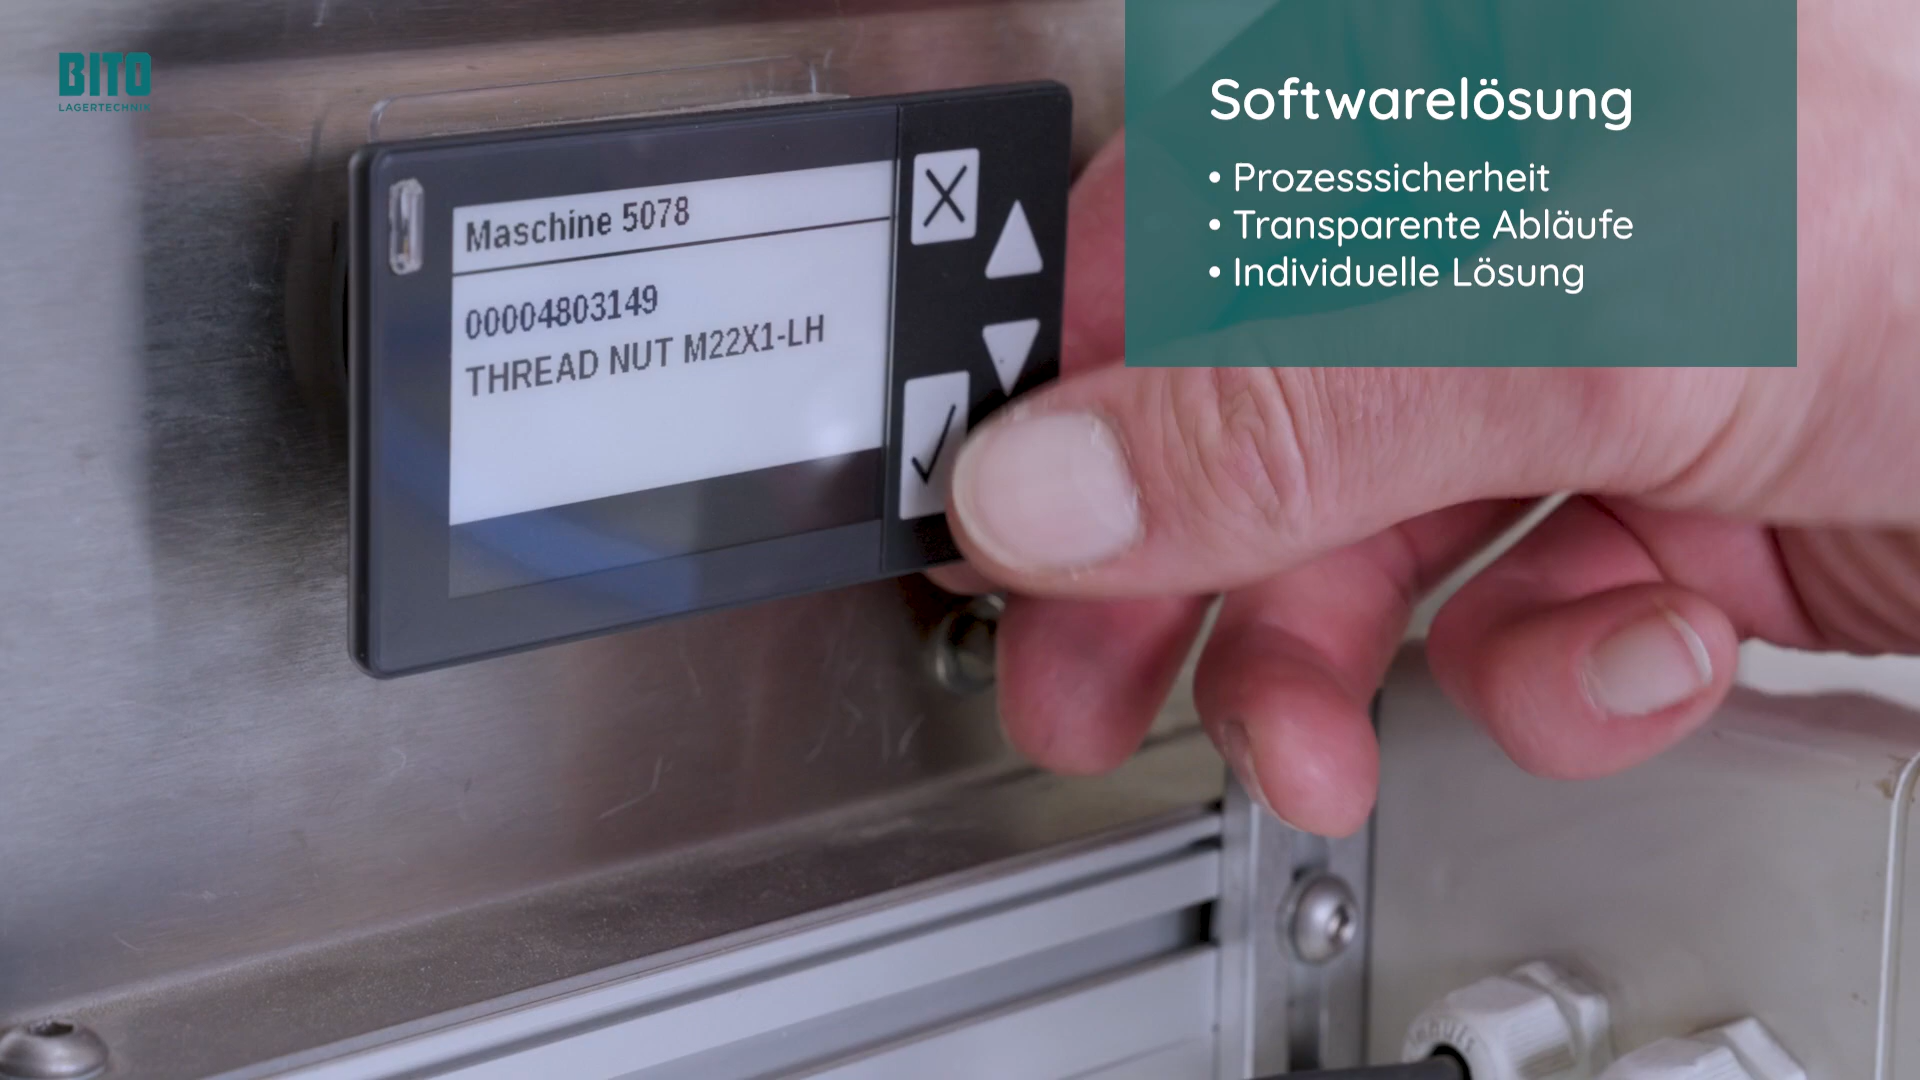 BITO
LAGERTECHNIK
Softwarelösung
• Prozesssicherheit
• Transparente Abläufe
• Individuelle Lösung
Maschine 5078
00004803149
THREAD NUT M22X1-LH